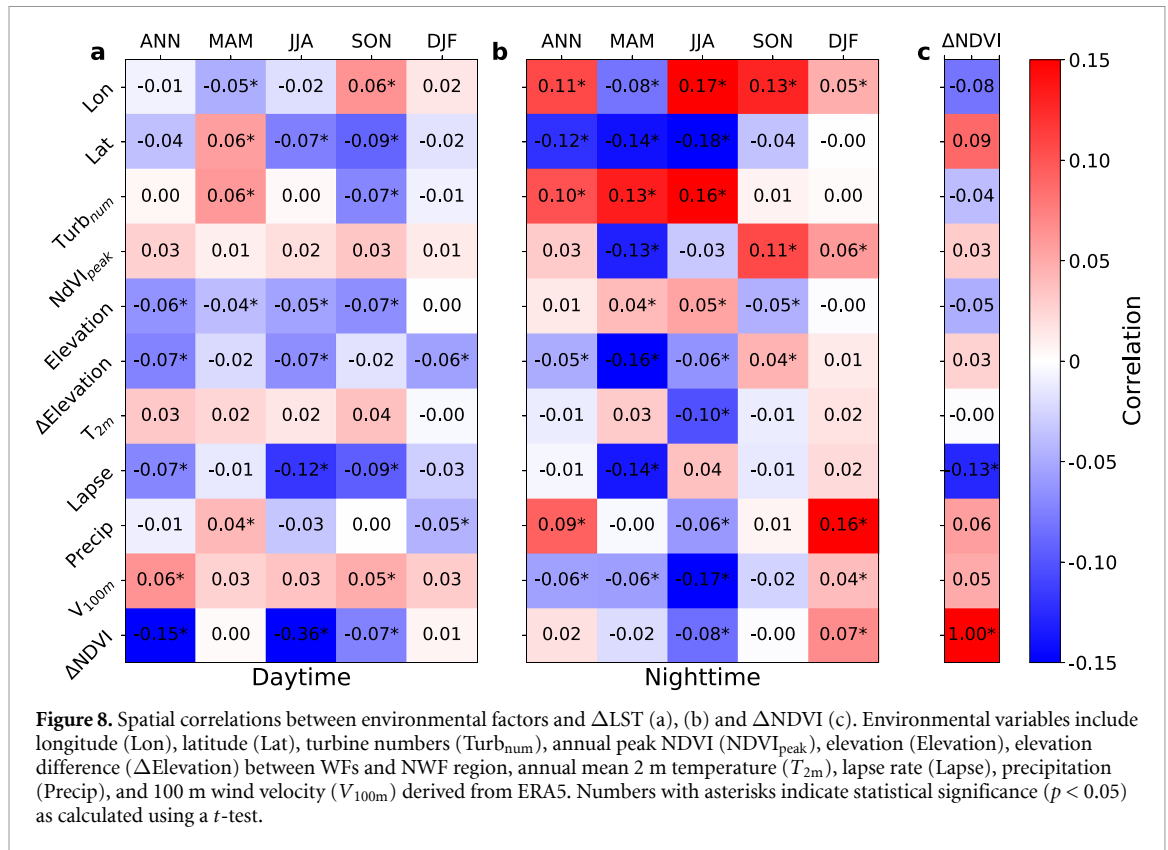 a ANN MAM JJA SON DJF b ANN MAM JJA SON DJF c ΔNDVI
Lon -0.01 -0.05* -0.02 0.06* 0.02 0.11* -0.08* 0.17* 0.13* 0.05* -0.08 0.15
Lat -0.04 0.06* -0.07* -0.09* -0.02 -0.12* -0.14* -0.18* -0.04 -0.00 0.09 0.10
Turb_num 0.00 0.06* 0.00 -0.07* -0.01 0.10* 0.13* 0.16* 0.01 0.00 -0.04
NdVI_peak 0.03 0.01 0.02 0.03 0.01 0.03 -0.13* -0.03 0.11* 0.06* 0.03 0.05
Elevation -0.06* -0.04* -0.05* -0.07* 0.00 0.01 0.04* 0.05* -0.05* -0.00 -0.05
ΔElevation -0.07* -0.02 -0.07* -0.02 -0.06* -0.05* -0.16* -0.06* 0.04* 0.01 0.03 0
T_2m 0.03 0.02 0.02 0.04 -0.00 -0.01 0.03 -0.10* -0.01 0.02 -0.00
Lapse -0.07* -0.01 -0.12* -0.09* -0.03 -0.01 -0.14* 0.04 -0.01 0.02 -0.13* -0.05
Precip -0.01 0.04* -0.03 0.00 -0.05* 0.09* -0.00 -0.06* 0.01 0.16* 0.06 -0.10
V_100m 0.06* 0.03 0.03 0.05* 0.03 -0.06* -0.06* -0.17* -0.02 0.04* 0.05
ΔNDVI -0.15* 0.00 -0.36* -0.07* 0.01 0.02 -0.02 -0.08* -0.00 0.07* 1.00* -0.15
Daytime Nighttime
Correlation
Figure 8. Spatial correlations between environmental factors and ΔLST (a), (b) and ΔNDVI (c). Environmental variables include
longitude (Lon), latitude (Lat), turbine numbers (Turb_num), annual peak NDVI (NDVI_peak), elevation (Elevation), elevation
difference (ΔElevation) between WFs and NWF region, annual mean 2 m temperature (T_2m), lapse rate (Lapse), precipitation
(Precip), and 100 m wind velocity (V_100m) derived from ERA5. Numbers with asterisks indicate statistical significance (p < 0.05)
as calculated using a t-test.